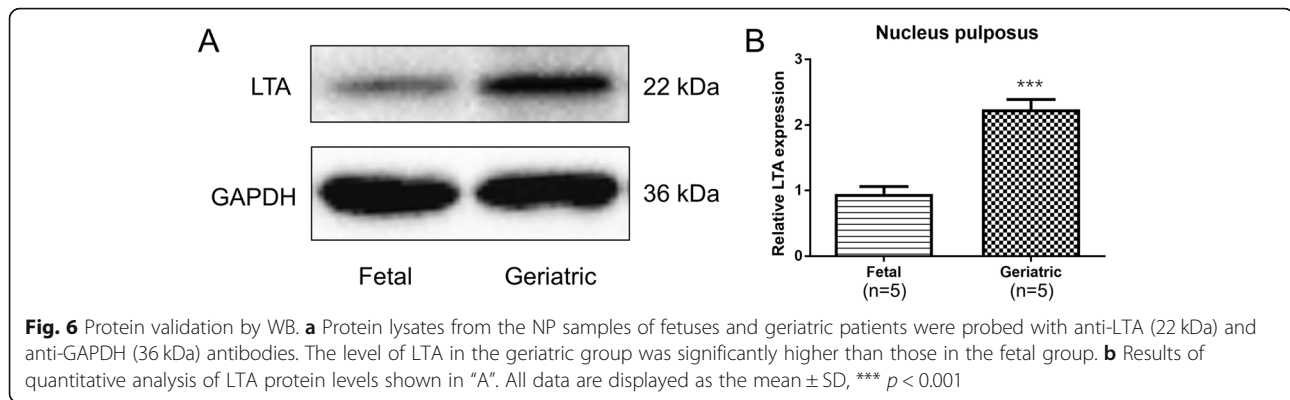 A
LTA 22 kDa
GAPDH 36 kDa
Fetal Geriatric
B
Nucleus pulposus
Relative LTA expression
3
2
1
0
***
Fetal Geriatric
(n=5) (n=5)
Fig. 6 Protein validation by WB. a Protein lysates from the NP samples of fetuses and geriatric patients were probed with anti-LTA (22 kDa) and
anti-GAPDH (36 kDa) antibodies. The level of LTA in the geriatric group was significantly higher than those in the fetal group. b Results of
quantitative analysis of LTA protein levels shown in “A”. All data are displayed as the mean ± SD, *** p < 0.001